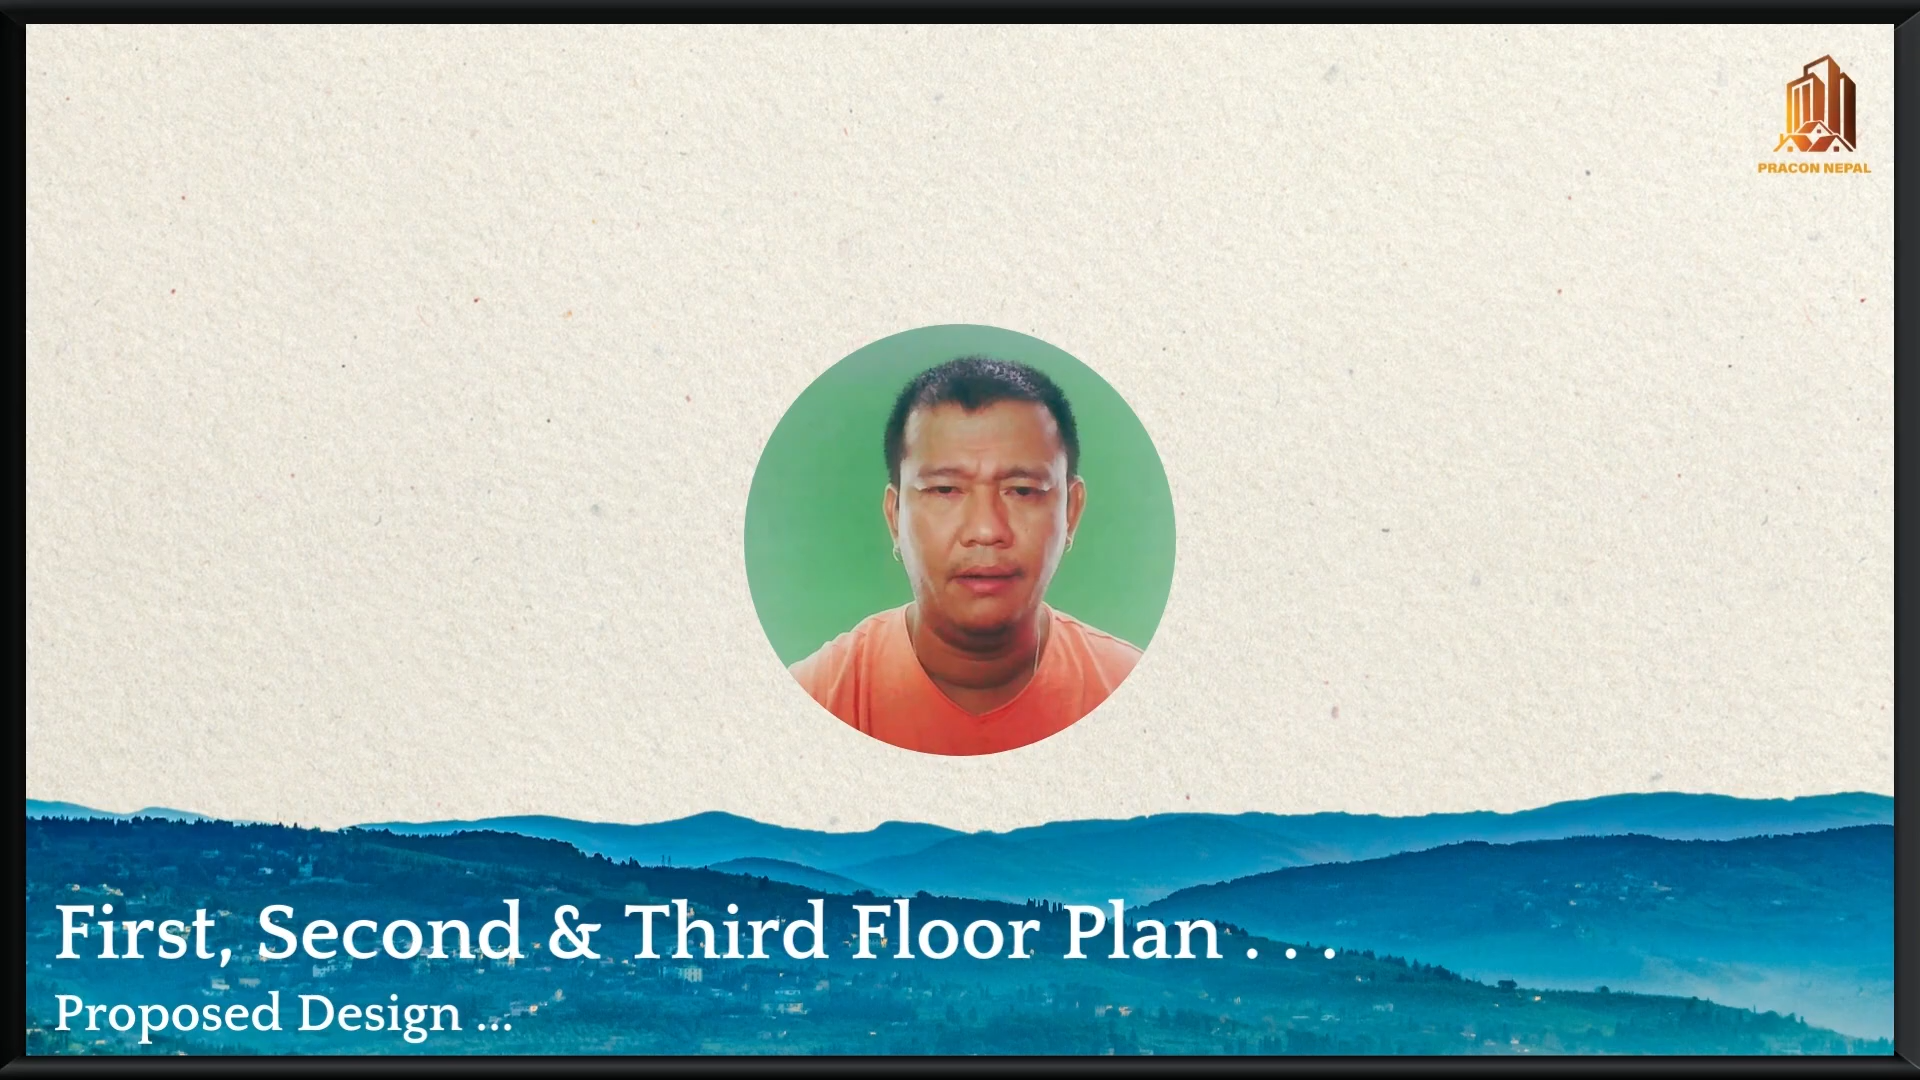 PRACON NEPAL
First, Second & Third Floor Plan . . .
Proposed Design ...